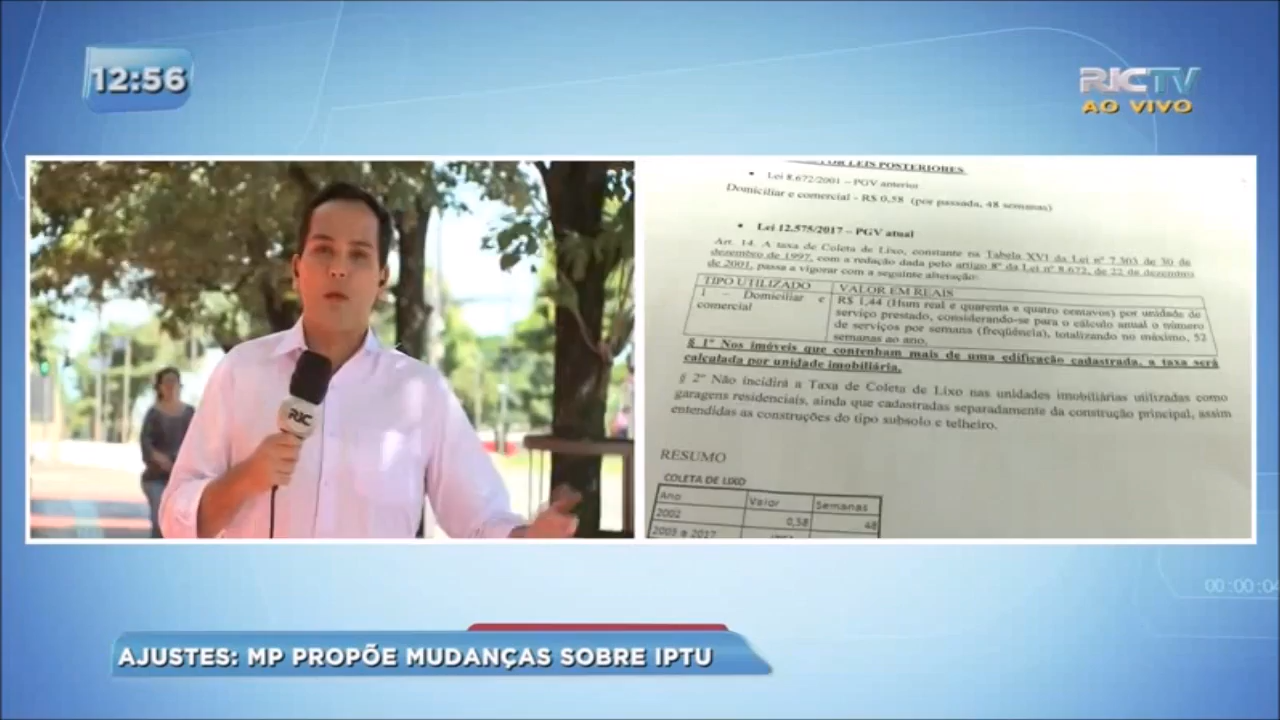 12:56
RICTV
AO VIVO
POR LEIS POSTERIORES.
• Lei 8.672/2001 – PGV anterior
Domiciliar e comercial - R$ 0,58 (por passada, 48 semanas)
• Lei 12.575/2017 – PGV atual
Art. 14. A taxa de Coleta de Lixo, constante na Tabela XVI da Lei nº 7.303 de 30 de
dezembro de 1997, com a redação dada pelo artigo 8º da Lei nº 8.672, de 22 de dezembro
de 2001, passa a vigorar com a seguinte alteração:
TIPO UTILIZADO VALOR EM REAIS
1 – Domiciliar e R$ 1,44 (Hum real e quarenta e quatro centavos) por unidade de
comercial serviço prestado, considerando-se para o cálculo anual o número
de serviços por semana (freqüência), totalizando no máximo, 52
semanas ao ano.
§ 1º Nos imóveis que contenham mais de uma edificação cadastrada, a taxa será
calculada por unidade imobiliária.
§ 2º Não incidirá a Taxa de Coleta de Lixo nas unidades imobiliárias utilizadas como
garagens residenciais, ainda que cadastradas separadamente da construção principal, assim
entendidas as construções do tipo subsolo e telheiro.
RIC
RESUMO
COLETA DE LIXO
Ano Valor Semanas
2002 0,58 48
2003 a 2017
00:00:04
AJUSTES: MP PROPÕE MUDANÇAS SOBRE IPTU